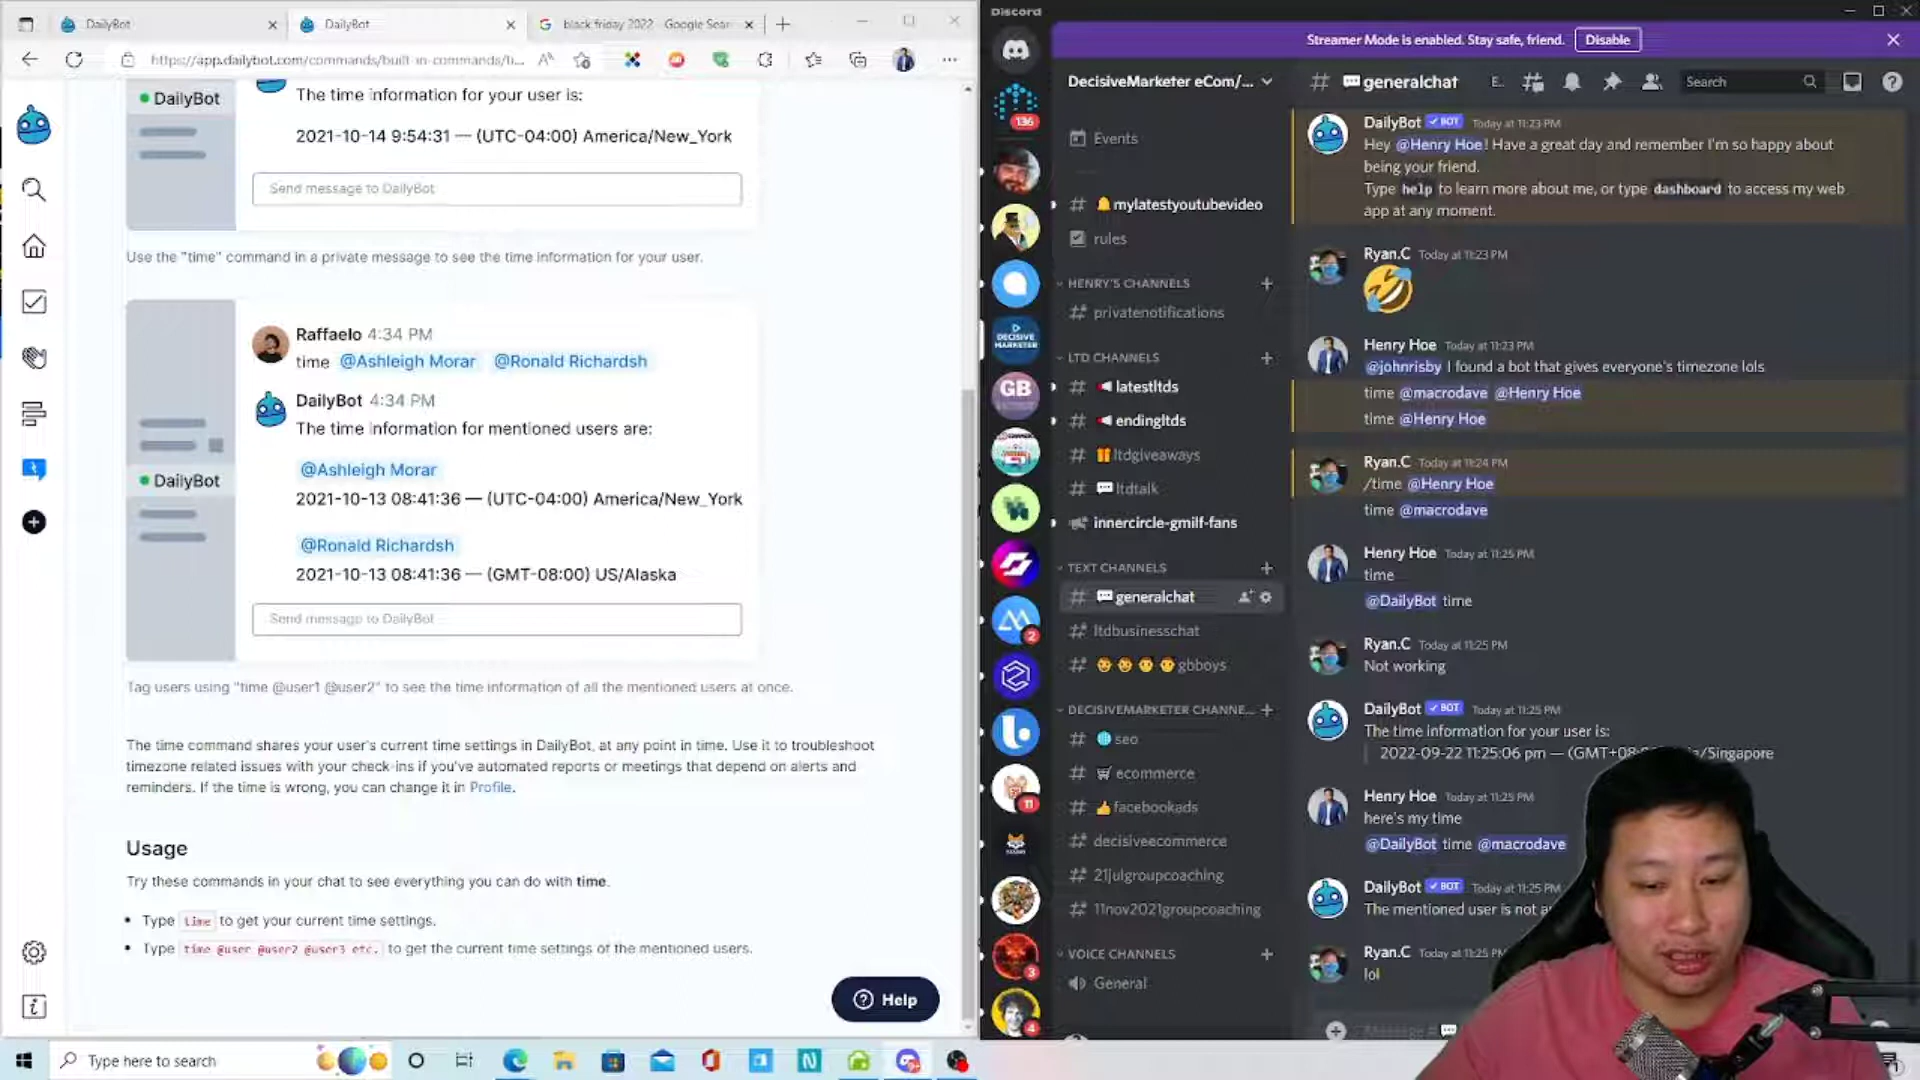 DailyBot
DailyBot
black friday 2022 - Google Sear
https://app.dailybot.com/commands/built-in-commands/ti...
DailyBot
The time information for your user is:
2021-10-14 9:54:31 — (UTC-04:00) America/New_York
Send message to DailyBot
Use the "time" command in a private message to see the time information for your user.
Raffaelo 4:34 PM
time @Ashleigh Morar @Ronald Richardsh
DailyBot 4:34 PM
The time information for mentioned users are:
@Ashleigh Morar
DailyBot
2021-10-13 08:41:36 — (UTC-04:00) America/New_York
@Ronald Richardsh
2021-10-13 08:41:36 — (GMT-08:00) US/Alaska
Send message to DailyBot
Tag users using "time @user1 @user2" to see the time information of all the mentioned users at once.
The time command shares your user's current time settings in DailyBot, at any point in time. Use it to troubleshoot
timezone related issues with your check-ins if you've automated reports or meetings that depend on alerts and
reminders. If the time is wrong, you can change it in Profile.
Usage
Try these commands in your chat to see everything you can do with time.
Type time to get your current time settings.
Type time @user @user2 @user3 etc. to get the current time settings of the mentioned users.
Help
Type here to search
Discord
Streamer Mode is enabled. Stay safe, friend. Disable
136
GB
2
11
3
4
DECISIVE
MARKETER
DecisiveMarketer eCom/...
Events
mylatestyoutubevideo
rules
HENRY'S CHANNELS
privatenotifications
LTD CHANNELS
latestltds
endingltds
ltdgiveaways
ltdtalk
innercircle-gmilf-fans
TEXT CHANNELS
generalchat
ltdbusinesschat
gbboys
DECISIVEMARKETER CHANNE...
seo
ecommerce
facebookads
decisiveecommerce
21julgroupcoaching
11nov2021groupcoaching
VOICE CHANNELS
General
generalchat
E..
Search
DailyBot BOT Today at 11:23 PM
Hey @Henry Hoe! Have a great day and remember I'm so happy about
being your friend.
Type help to learn more about me, or type dashboard to access my web
app at any moment.
Ryan.C Today at 11:23 PM
Henry Hoe Today at 11:23 PM
@johnrisby I found a bot that gives everyone's timezone lols
time @macrodave @Henry Hoe
time @Henry Hoe
Ryan.C Today at 11:24 PM
/time @Henry Hoe
time @macrodave
Henry Hoe Today at 11:25 PM
time
@DailyBot time
Ryan.C Today at 11:25 PM
Not working
DailyBot BOT Today at 11:25 PM
The time information for your user is:
2022-09-22 11:25:06 pm — (GMT+08 /Singapore
Henry Hoe Today at 11:25 PM
here's my time
@DailyBot time @macrodave
DailyBot BOT Today at 11:25 PM
The mentioned user is not a
Ryan.C Today at 11:25 P
lol